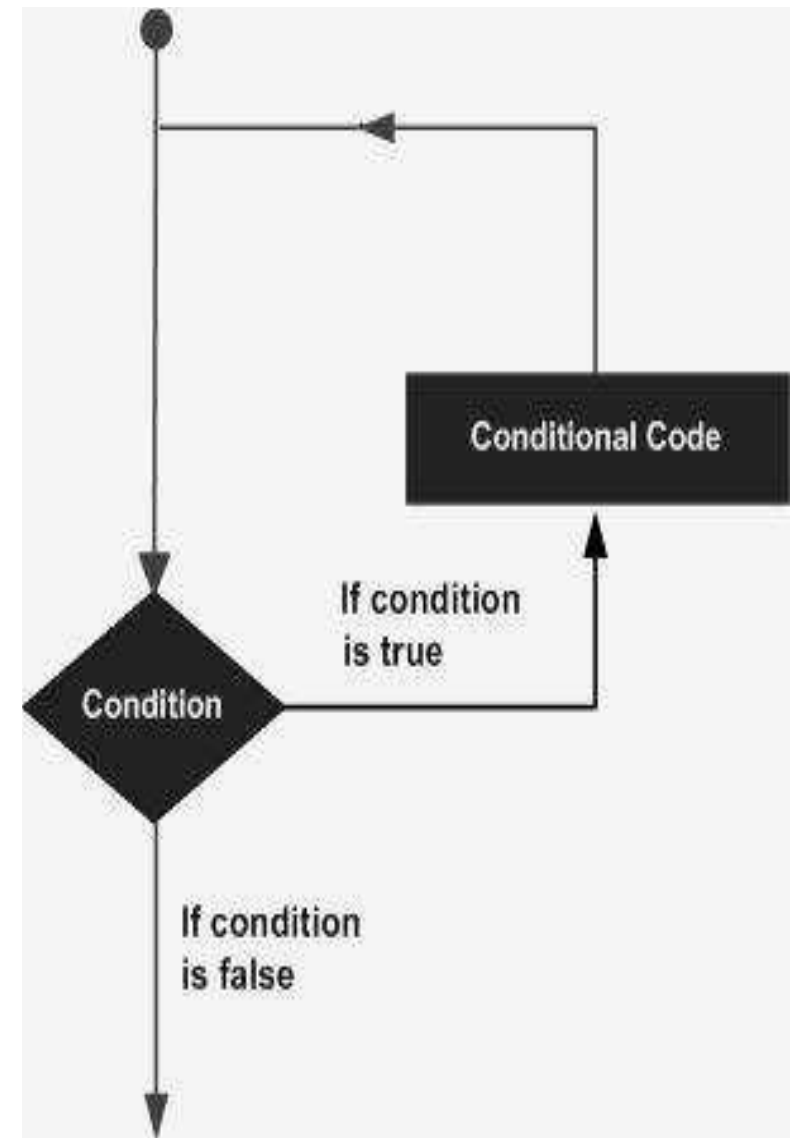 Conditional Code
If condition
is true
Condition
If condition
is false